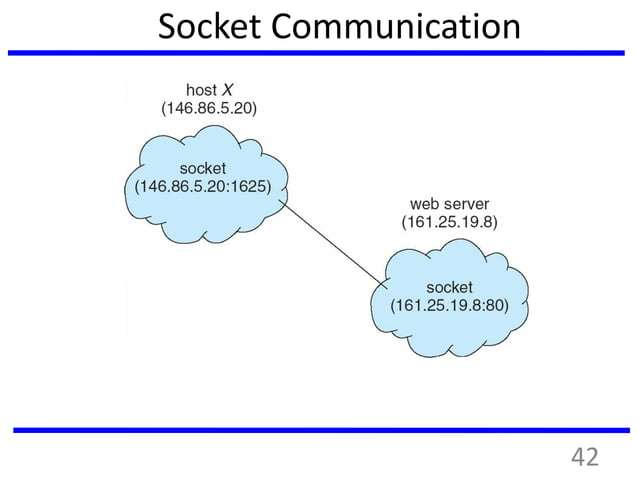 Socket Communication
host X
(146.86.5.20)
socket
(146.86.5.20:1625)
web server
(161.25.19.8)
socket
(161.25.19.8:80)
42